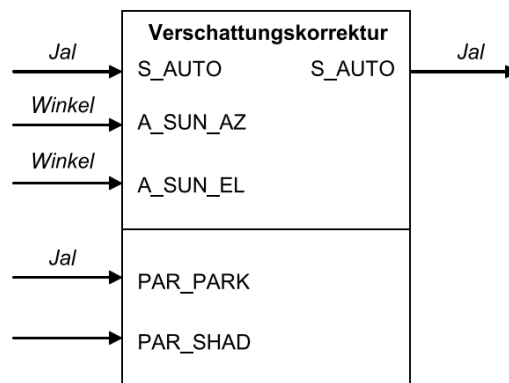 Verschattungskorrektur
Jal S_AUTO S_AUTO Jal
Winkel A_SUN_AZ
Winkel A_SUN_EL
Jal PAR_PARK
PAR_SHAD